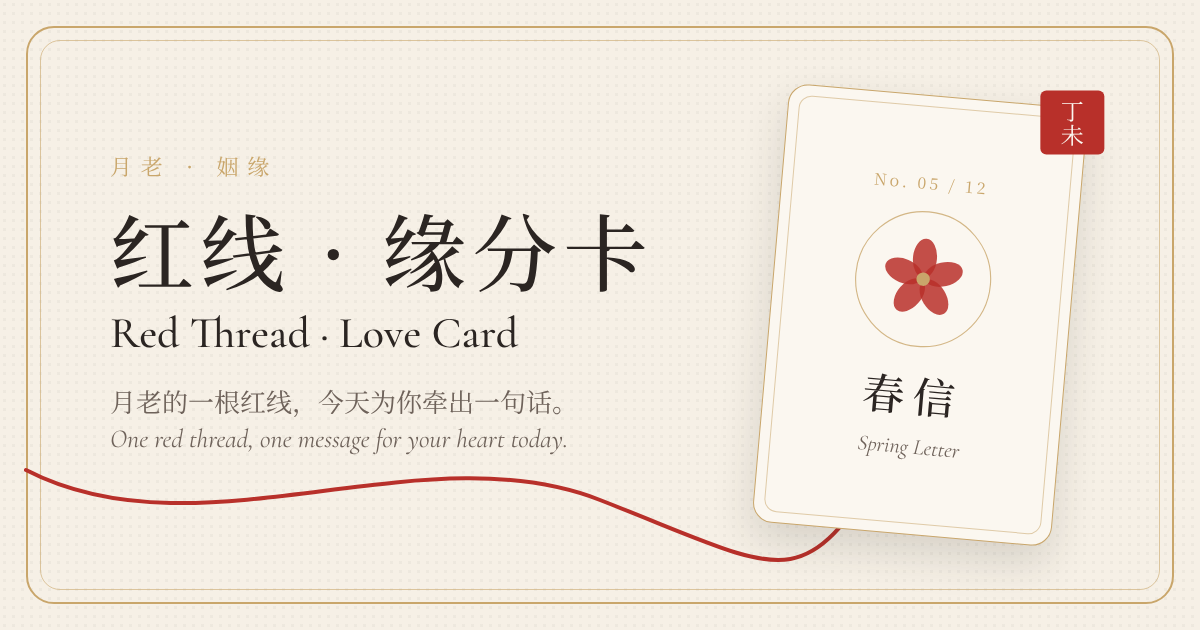 月老 · 姻缘
红线 · 缘分卡
Red Thread · Love Card
月老的一根红线，今天为你牵出一句话。
One red thread, one message for your heart today.
丁未
No. 05 / 12
春信
Spring Letter